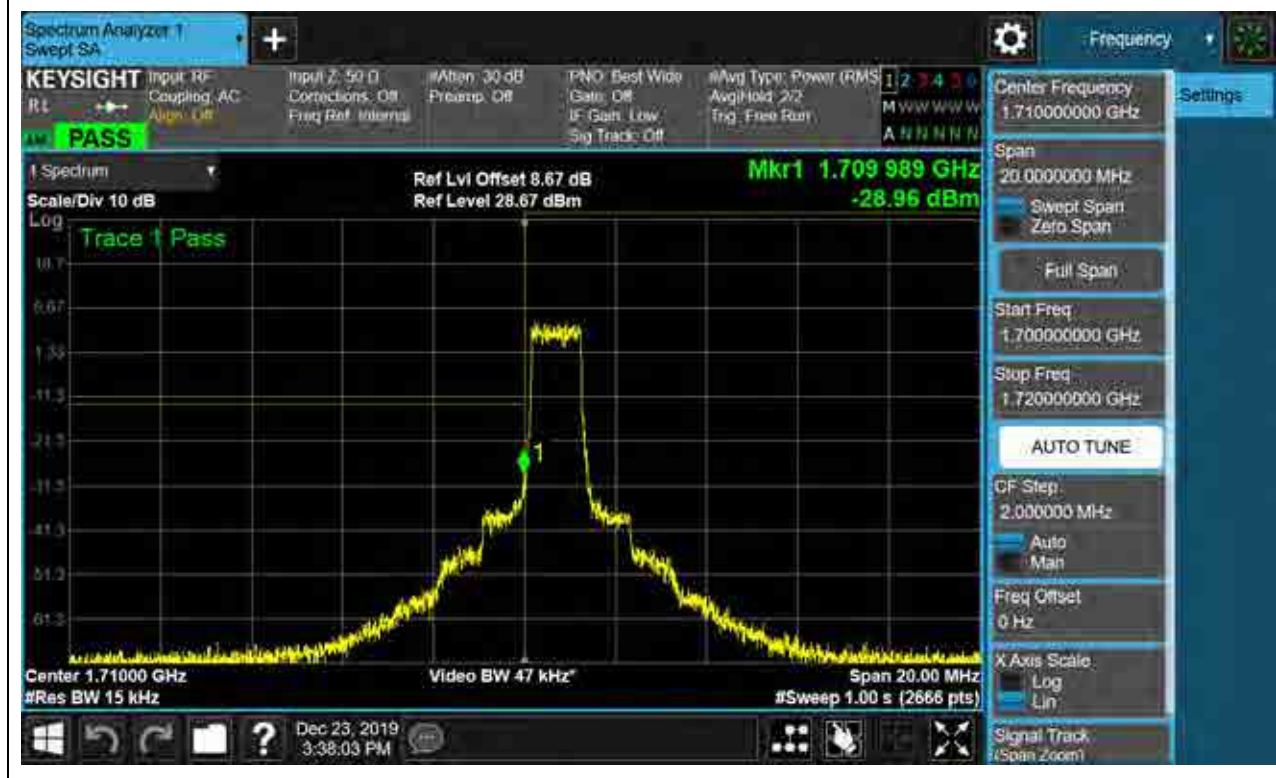 Spectrum Analyzer 1
Swept SA
+
Frequency
KEYSIGHT
RL
PASS
Input: RF
Coupling: AC
Align: Off
Input Z: 50 Ω
Corrections: Off
Freq Ref: Internal
#Atten: 30 dB
Preamp: Off
PNO: Best Wide
Gate: Off
IF Gain: Low
Sig Track: Off
#Avg Type: Power (RMS
Avg|Hold: 2/2
Trig: Free Run
1 2 3 4 5 6
M W W W W W
A N N N N N
1 Spectrum
Scale/Div 10 dB
Ref Lvl Offset 8.67 dB
Ref Level 28.67 dBm
Mkr1 1.709 989 GHz
-28.96 dBm
Log
Trace 1 Pass
18.7
8.67
-1.33
-11.3
-21.3
-31.3
-41.3
-51.3
-61.3
1
Center 1.71000 GHz
#Res BW 15 kHz
Video BW 47 kHz*
Span 20.00 MHz
#Sweep 1.00 s (2666 pts)
Center Frequency
1.710000000 GHz
Settings
Span
20.0000000 MHz
Swept Span
Zero Span
Full Span
Start Freq
1.700000000 GHz
Stop Freq
1.720000000 GHz
AUTO TUNE
CF Step
2.000000 MHz
Auto
Man
Freq Offset
0 Hz
X Axis Scale
Log
Lin
Signal Track
(Span Zoom)
?
Dec 23, 2019
3:38:03 PM